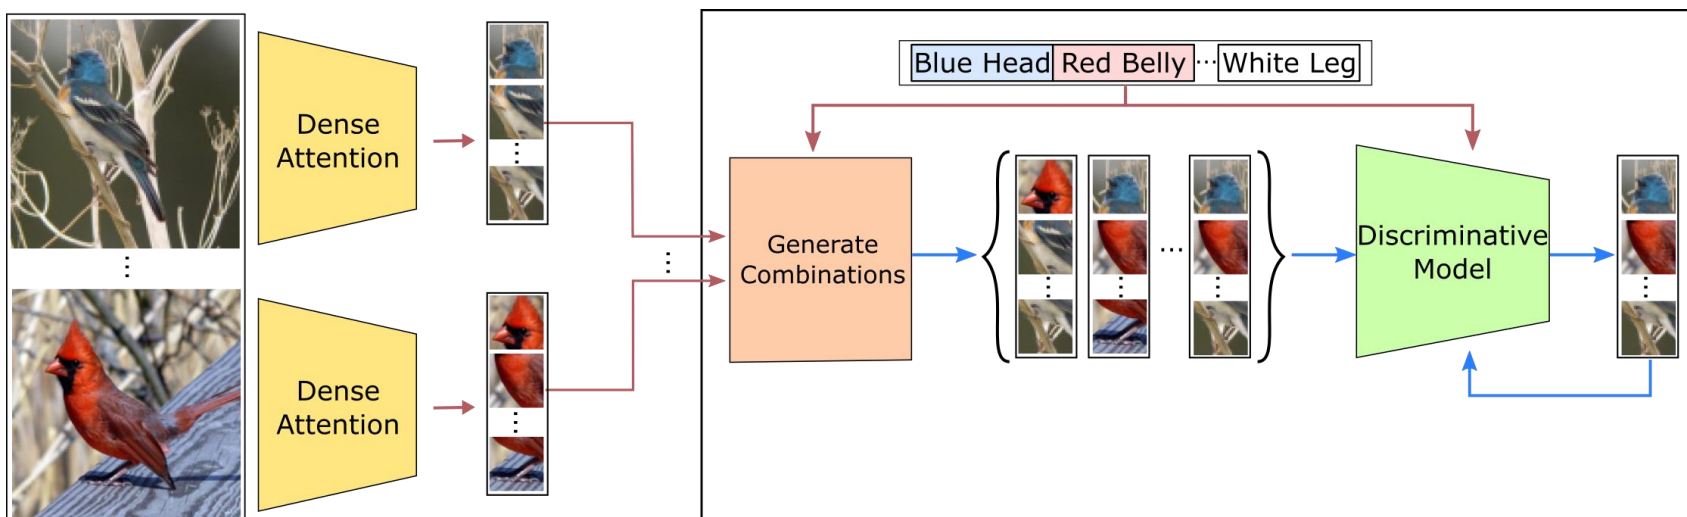 Dense
Attention
Dense
Attention
Blue Head Red Belly ... White Leg
Generate
Combinations
...
Discriminative
Model